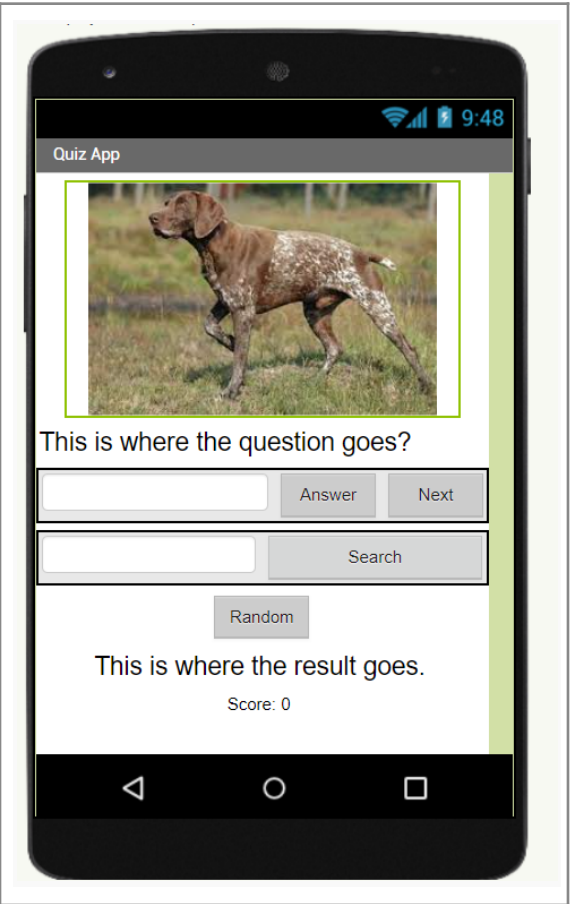 9:48
Quiz App
This is where the question goes?
Answer Next
Search
Random
This is where the result goes.
Score: 0